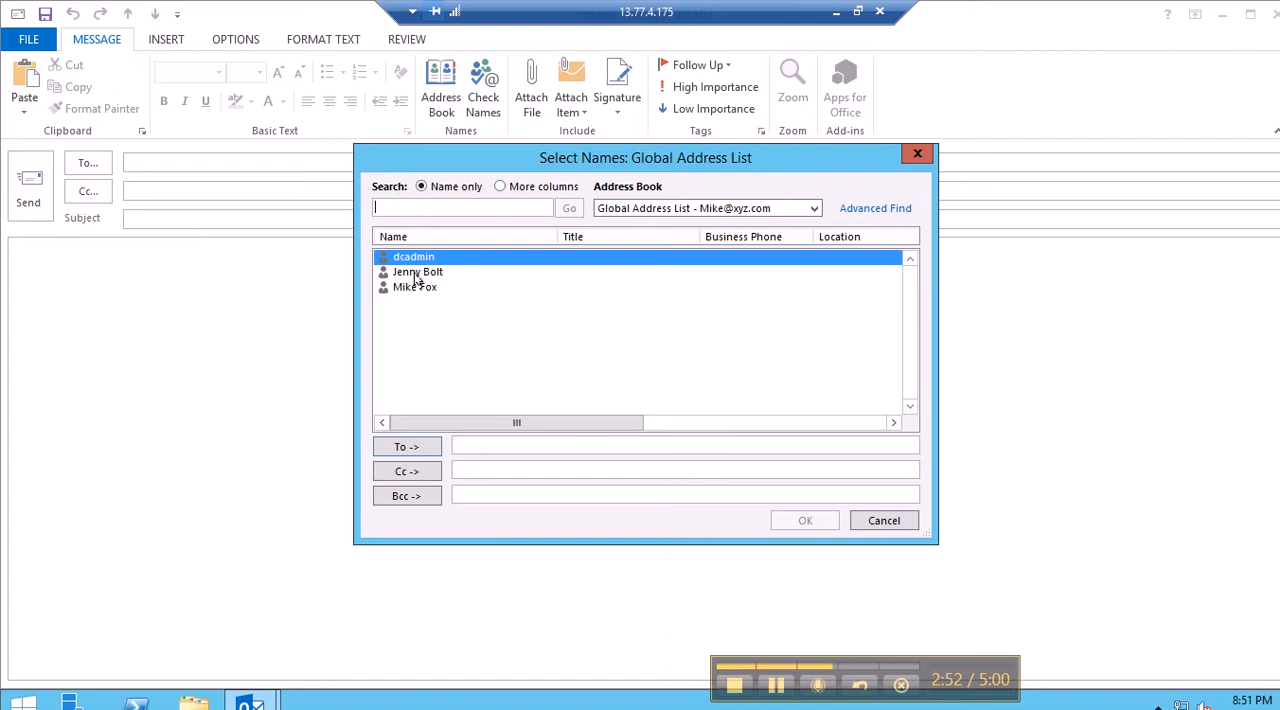 13.77.4.175
FILE MESSAGE INSERT OPTIONS FORMAT TEXT REVIEW
Paste
Cut
Copy
Format Painter
Clipboard
B I U
A
Basic Text
Address
Book
Check
Names
Names
Attach
File
Attach
Item
Signature
Include
Follow Up
High Importance
Low Importance
Tags
Zoom
Zoom
Apps for
Office
Add-ins
Send
To...
Cc...
Subject
Select Names: Global Address List
Search: Name only More columns Address Book
Go Global Address List - Mike@xyz.com Advanced Find
Name Title Business Phone Location
dcadmin
Jenny Bolt
Mike Fox
To ->
Cc ->
Bcc ->
OK Cancel
2:52 / 5:00
8:51 PM